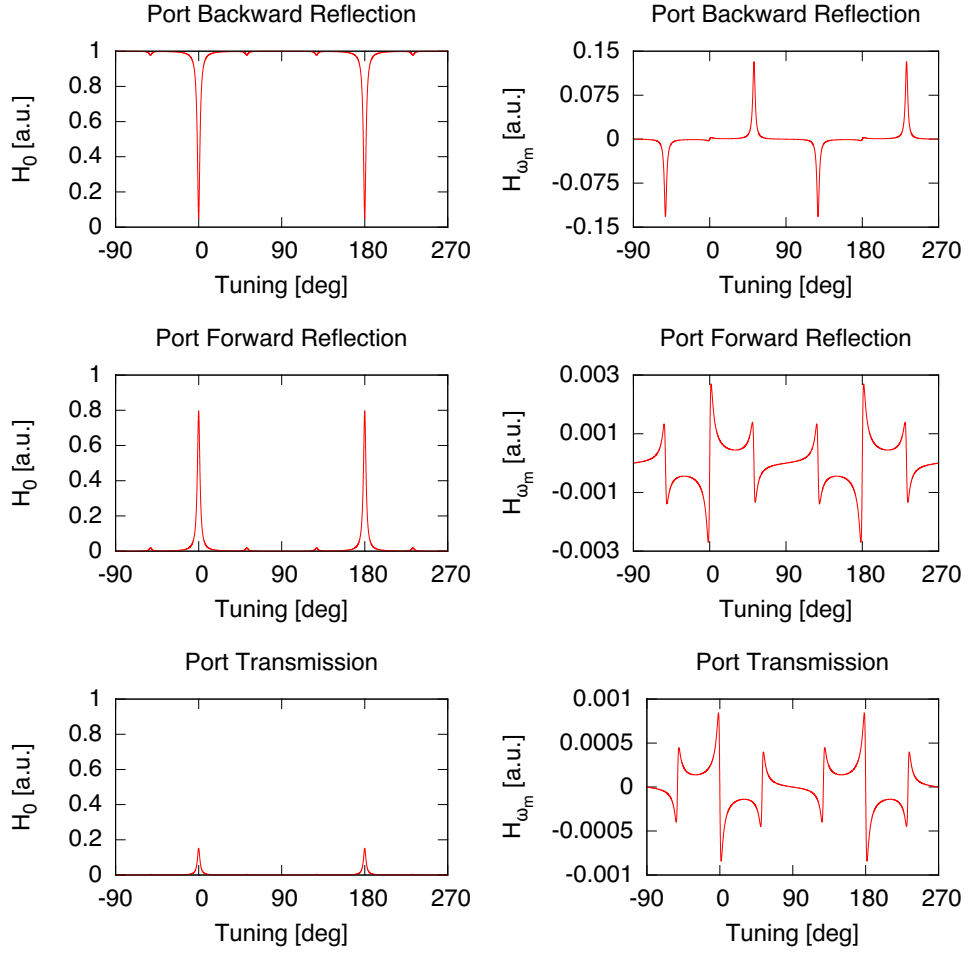 Port Backward Reflection
H_0 [a.u.]
1
0.8
0.6
0.4
0.2
0
-90 0 90 180 270
Tuning [deg]
Port Backward Reflection
H_ω_m [a.u.]
0.15
0.075
0
-0.075
-0.15
-90 0 90 180 270
Tuning [deg]
Port Forward Reflection
H_0 [a.u.]
1
0.8
0.6
0.4
0.2
0
-90 0 90 180 270
Tuning [deg]
Port Forward Reflection
H_ω_m [a.u.]
0.003
0.001
-0.001
-0.003
-90 0 90 180 270
Tuning [deg]
Port Transmission
H_0 [a.u.]
1
0.8
0.6
0.4
0.2
0
-90 0 90 180 270
Tuning [deg]
Port Transmission
H_ω_m [a.u.]
0.001
0.0005
0
-0.0005
-0.001
-90 0 90 180 270
Tuning [deg]